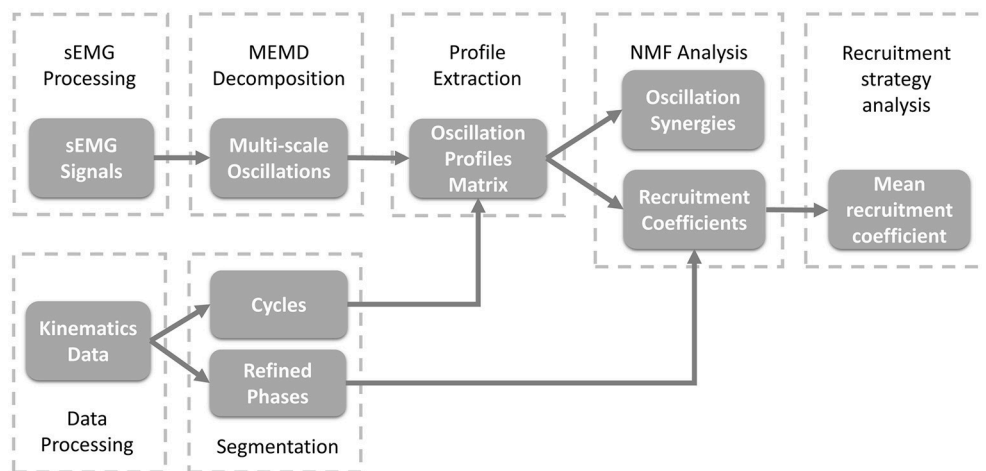 sEMG
Processing
MEMD
Decomposition
Profile
Extraction
NMF Analysis
Recruitment
strategy
analysis
sEMG
Signals
Multi-scale
Oscillations
Oscillation
Profiles
Matrix
Oscillation
Synergies
Recruitment
Coefficients
Mean
recruitment
coefficient
Kinematics
Data
Cycles
Refined
Phases
Data
Processing
Segmentation